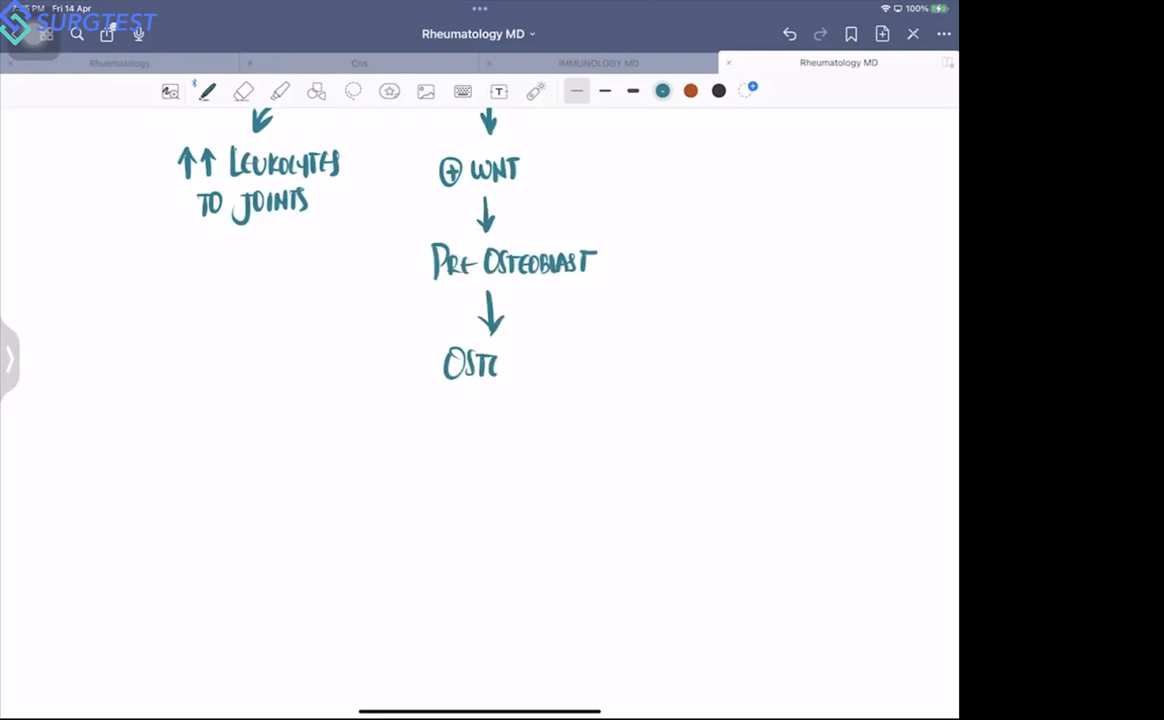 Fri 14 Apr
100%
SURGTEST
Rheumatology MD
Rhuematology
Cns
IMMUNOLOGY MD
Rheumatology MD
↑↑ LEUKOCYTES
TO JOINTS
⊕ WNT
PRE-OSTEOBLAST
OSTE